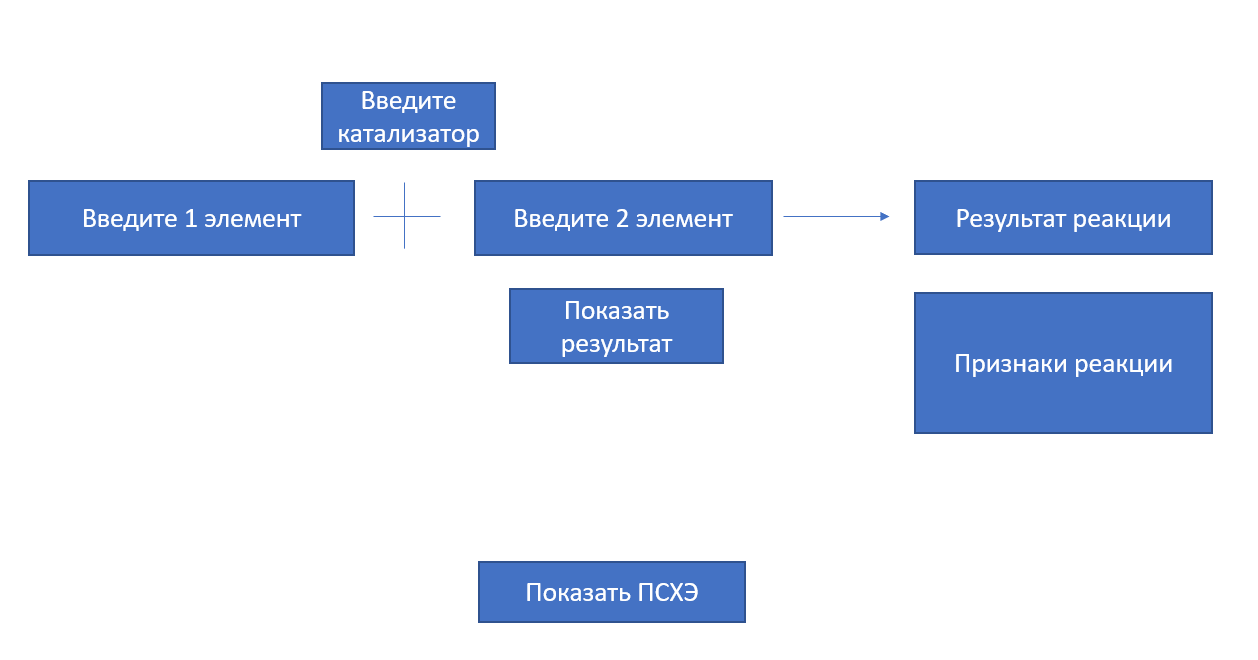 Введите
катализатор
Введите 1 элемент
Введите 2 элемент
Результат реакции
Показать
результат
Признаки реакции
Показать ПСХЭ